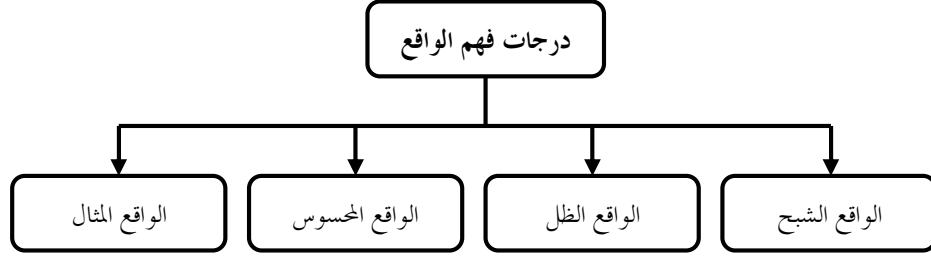 درجات فهم الواقع
الواقع الشبح
الواقع الظل
الواقع المحسوس
الواقع المثال